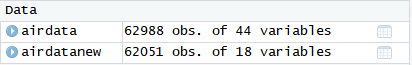 Data
airdata 62988 obs. of 44 variables
airdatanew 62051 obs. of 18 variables